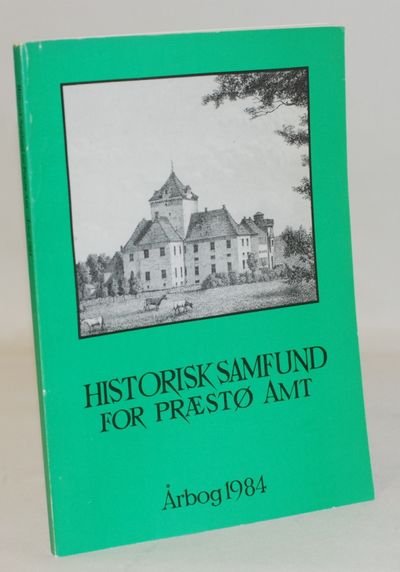 HISTORISK SAMFUND
FOR PRÆSTØ AMT
Årbog 1984